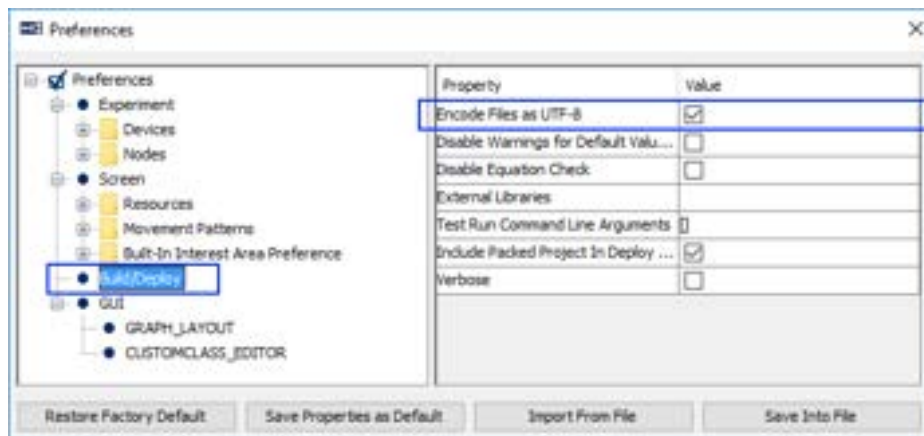 Preferences
Preferences
Experiment
Devices
Nodes
Screen
Resources
Movement Patterns
Built-In Interest Area Preference
Build/Deploy
GUI
GRAPH_LAYOUT
CUSTOMCLASS_EDITOR
Property Value
Encode Files as UTF-8
Disable Warnings for Default Valu...
Disable Equation Check
External Libraries
Test Run Command Line Arguments []
Include Packed Project In Deploy ...
Verbose
Restore Factory Default Save Properties as Default Import From File Save Into File